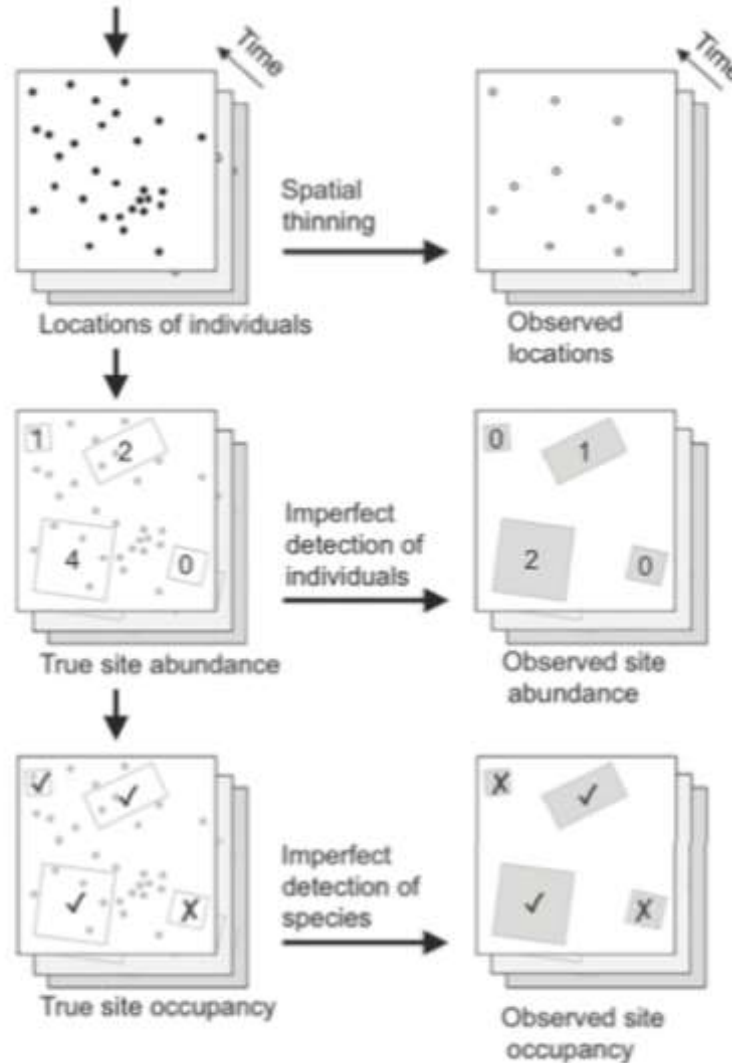 Time
Time
Spatial
thinning
Locations of individuals
Observed
locations
1
2
4
0
Imperfect
detection of
individuals
0
1
2
0
True site abundance
Observed site
abundance
✓
✓
✓
X
Imperfect
detection of
species
X
✓
✓
X
True site occupancy
Observed site
occupancy